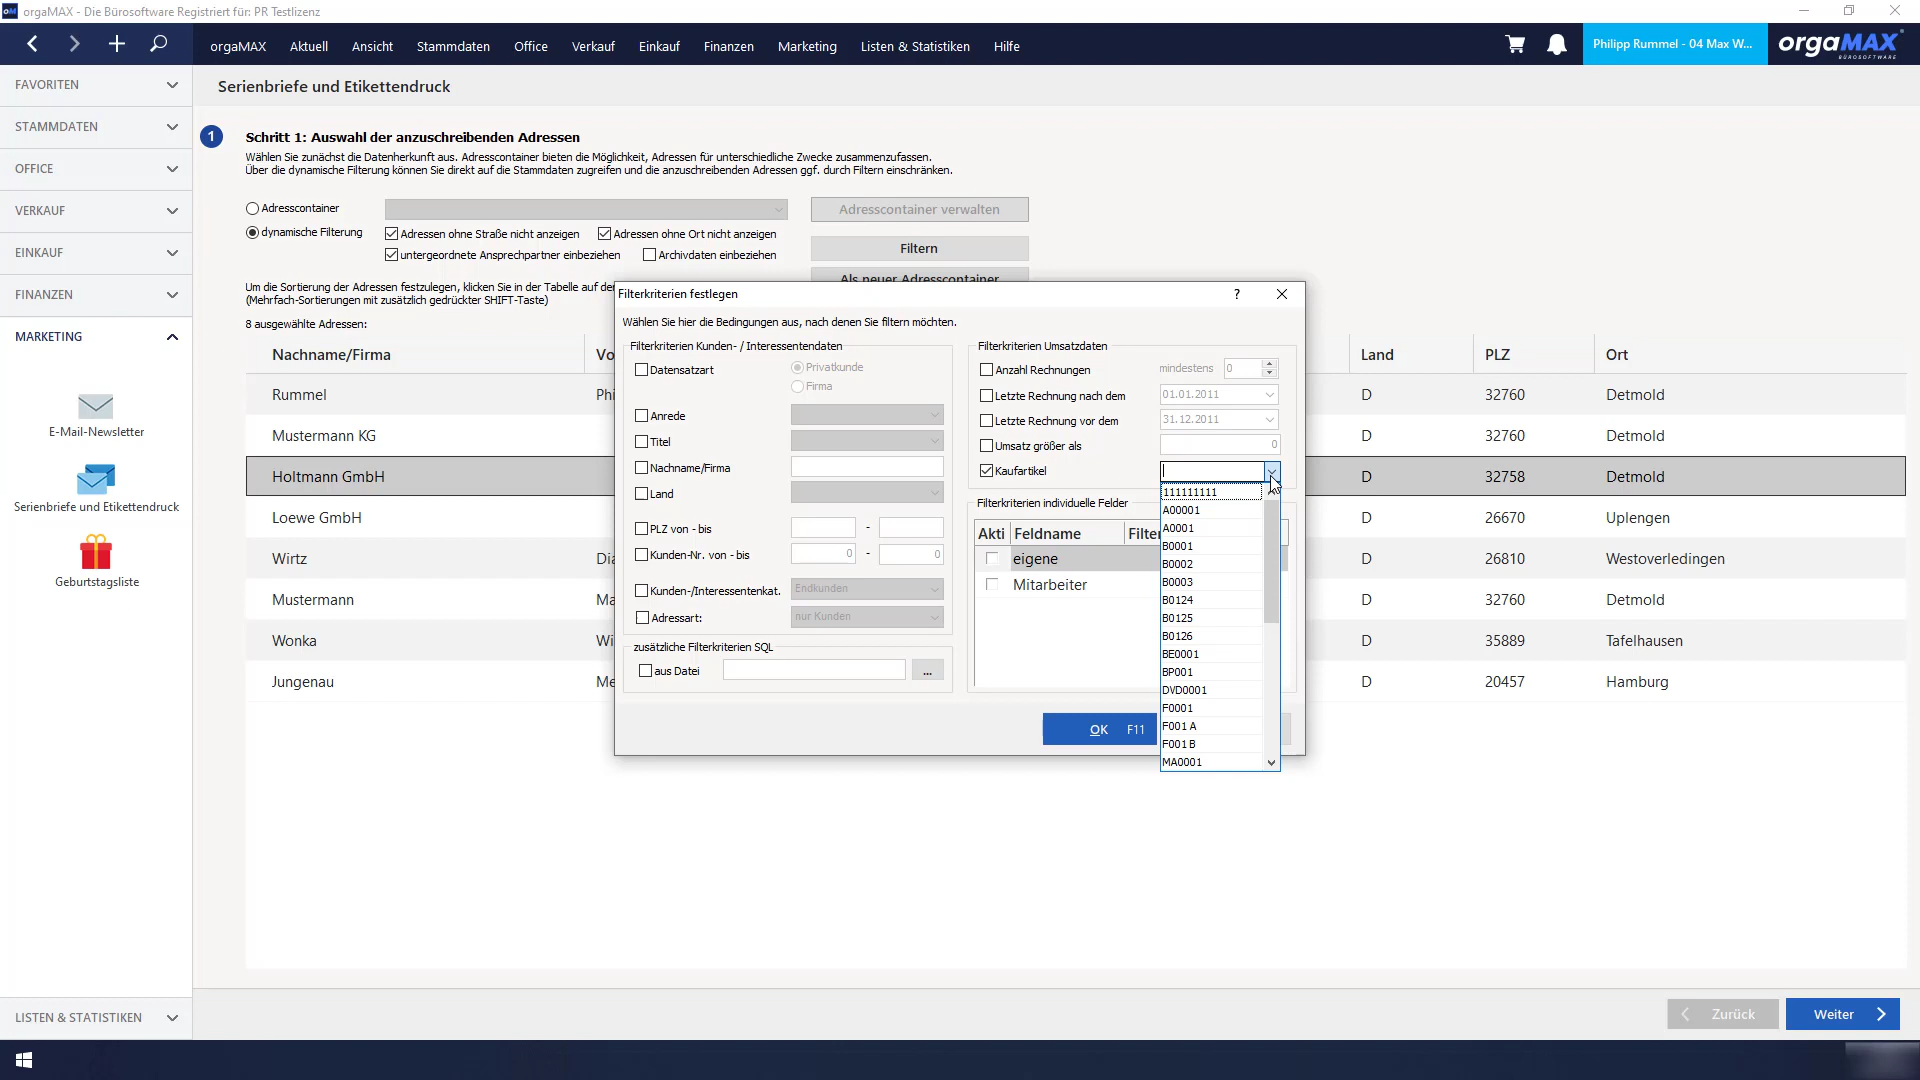 orgaMAX - Die Bürosoftware Registriert für: PR Testlizenz
orgaMAX Aktuell Ansicht Stammdaten Office Verkauf Einkauf Finanzen Marketing Listen & Statistiken Hilfe
Philipp Rummel - 04 Max W...
orgaMAX
BÜROSOFTWARE
FAVORITEN
STAMMDATEN
OFFICE
VERKAUF
EINKAUF
FINANZEN
MARKETING
E-Mail-Newsletter
Serienbriefe und Etikettendruck
Geburtstagsliste
LISTEN & STATISTIKEN
Serienbriefe und Etikettendruck
1
Schritt 1: Auswahl der anzuschreibenden Adressen
Wählen Sie zunächst die Datenherkunft aus. Adresscontainer bieten die Möglichkeit, Adressen für unterschiedliche Zwecke zusammenzufassen.
Über die dynamische Filterung können Sie direkt auf die Stammdaten zugreifen und die anzuschreibenden Adressen ggf. durch Filtern einschränken.
Adresscontainer
Adresscontainer verwalten
dynamische Filterung
Adressen ohne Straße nicht anzeigen
Adressen ohne Ort nicht anzeigen
untergeordnete Ansprechpartner einbeziehen
Archivdaten einbeziehen
Filtern
Als neuer Adresscontainer
Um die Sortierung der Adressen festzulegen, klicken Sie in der Tabelle auf der
(Mehrfach-Sortierungen mit zusätzlich gedrückter SHIFT-Taste)
8 ausgewählte Adressen:
Nachname/Firma Vo Land PLZ Ort
Rummel Phi D 32760 Detmold
Mustermann KG D 32760 Detmold
Holtmann GmbH D 32758 Detmold
Loewe GmbH D 26670 Uplengen
Wirtz Dia D 26810 Westoverledingen
Mustermann Ma D 32760 Detmold
Wonka Wi D 35889 Tafelhausen
Jungenau Me D 20457 Hamburg
Filterkriterien festlegen
?
Wählen Sie hier die Bedingungen aus, nach denen Sie filtern möchten.
Filterkriterien Kunden- / Interessentendaten
Datensatzart
Privatkunde
Firma
Anrede
Titel
Nachname/Firma
Land
PLZ von - bis
-
Kunden-Nr. von - bis
0 - 0
Kunden-/Interessentenkat.
Endkunden
Adressart:
nur Kunden
zusätzliche Filterkriterien SQL
aus Datei
...
Filterkriterien Umsatzdaten
Anzahl Rechnungen mindestens 0
Letzte Rechnung nach dem 01.01.2011
Letzte Rechnung vor dem 31.12.2011
Umsatz größer als 0
Kaufartikel
Filterkriterien individuelle Felder
Akti Feldname Filter
eigene
Mitarbeiter
111111111
A00001
A0001
B0001
B0002
B0003
B0124
B0125
B0126
BE0001
BP001
DVD0001
F0001
F001 A
F001 B
MA0001
OK F11
Zurück
Weiter